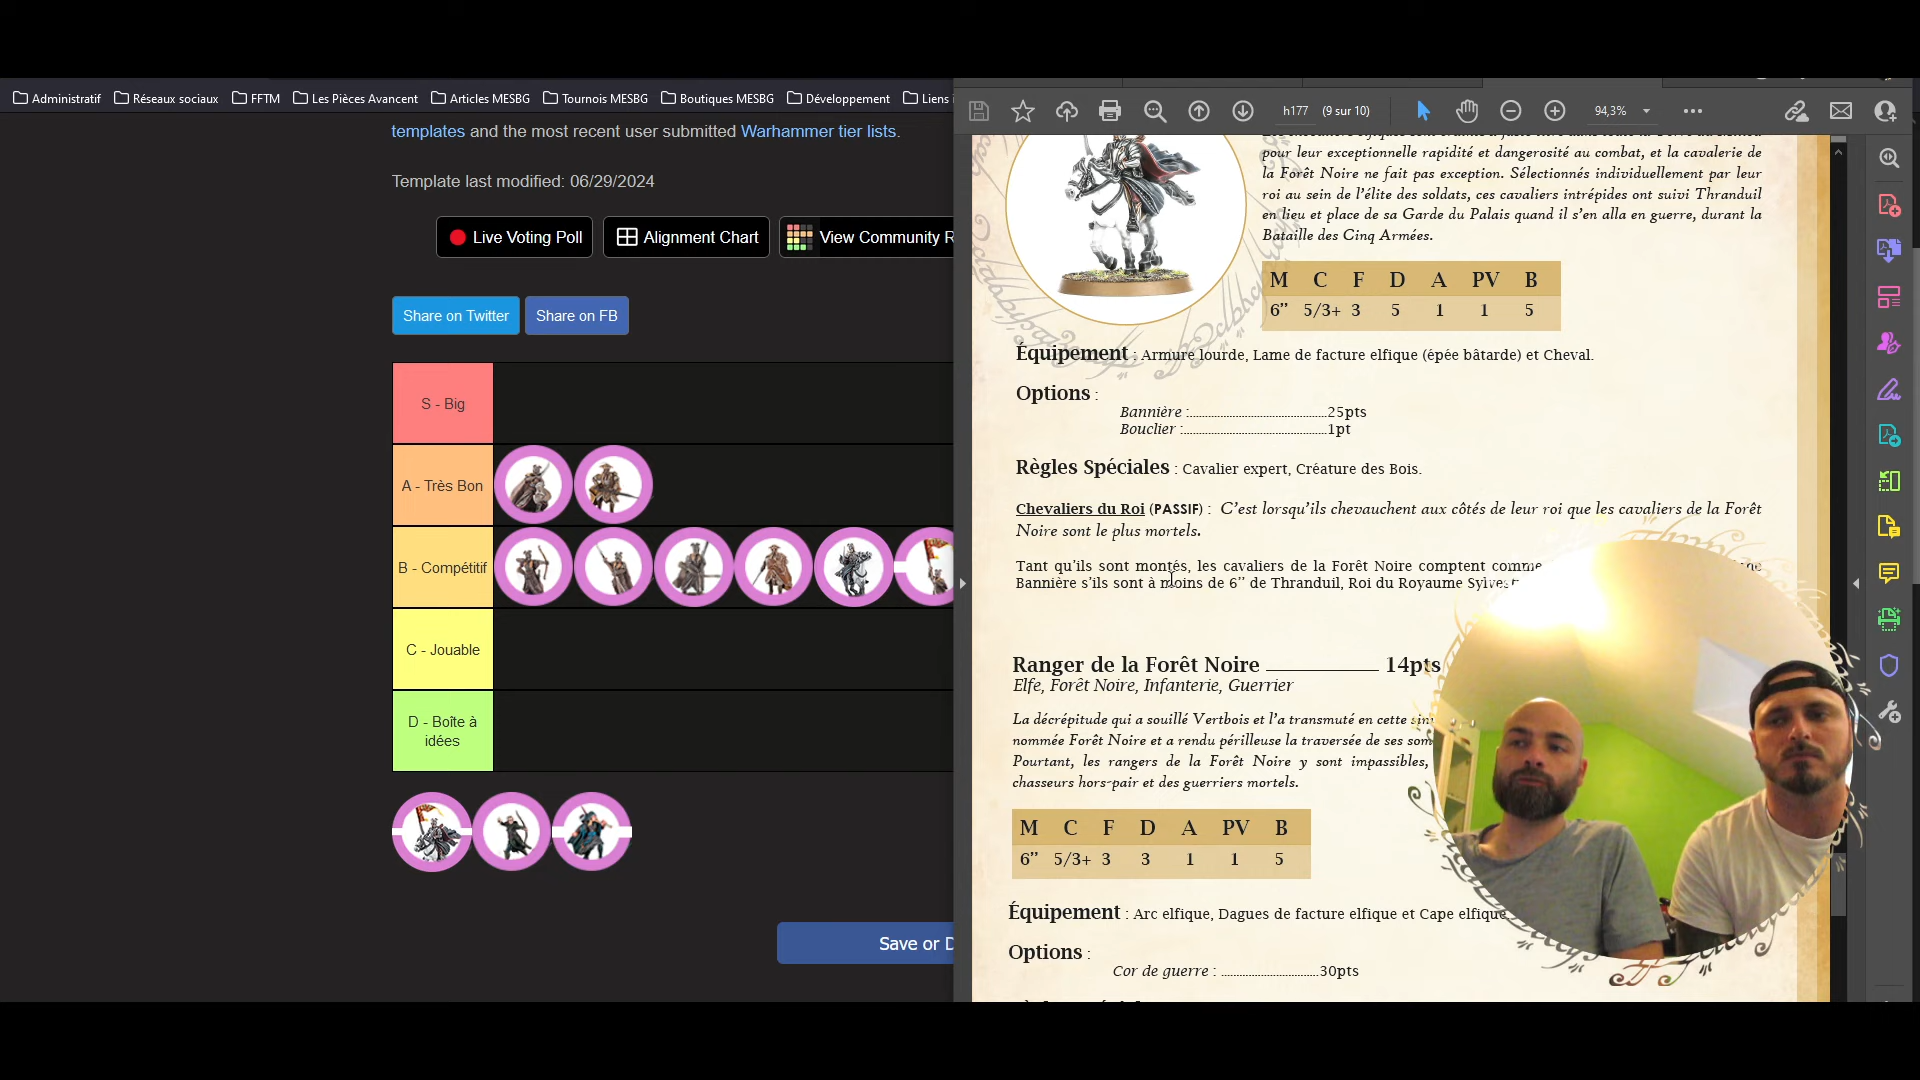 Administratif
Réseaux sociaux
FFTM
Les Pièces Avancent
Articles MESBG
Tournois MESBG
Boutiques MESBG
Développement
Liens
templates and the most recent user submitted Warhammer tier lists.
Template last modified: 06/29/2024
Live Voting Poll
Alignment Chart
View Community R
Share on Twitter
Share on FB
S - Big
A - Très Bon
B - Compétitif
C - Jouable
D - Boîte à
idées
Save or D
h177
(9 sur 10)
94,3%
pour leur exceptionnelle rapidité et dangerosité au combat, et la cavalerie de
la Forêt Noire ne fait pas exception. Sélectionnés individuellement par leur
roi au sein de l'élite des soldats, ces cavaliers intrépides ont suivi Thranduil
en lieu et place de sa Garde du Palais quand il s'en alla en guerre, durant la
Bataille des Cinq Armées.
M C F D A PV B
6” 5/3+ 3 5 1 1 5
Équipement : Armure lourde, Lame de facture elfique (épée bâtarde) et Cheval.
Options :
Bannière :..............................................25pts
Bouclier :................................................1pt
Règles Spéciales : Cavalier expert, Créature des Bois.
Chevaliers du Roi (PASSIF) : C'est lorsqu'ils chevauchent aux côtés de leur roi que les cavaliers de la Forêt
Noire sont le plus mortels.
Tant qu'ils sont montés, les cavaliers de la Forêt Noire comptent comme
Bannière s'ils sont à moins de 6” de Thranduil, Roi du Royaume Sylvestr
Ranger de la Forêt Noire ____________ 14pts
Elfe, Forêt Noire, Infanterie, Guerrier
La décrépitude qui a souillé Vertbois et l'a transmuté en cette sini
nommée Forêt Noire et a rendu périlleuse la traversée de ses som
Pourtant, les rangers de la Forêt Noire y sont impassibles,
chasseurs hors-pair et des guerriers mortels.
M C F D A PV B
6” 5/3+ 3 3 1 1 5
Équipement : Arc elfique, Dagues de facture elfique et Cape elfique.
Options :
Cor de guerre : ................................30pts